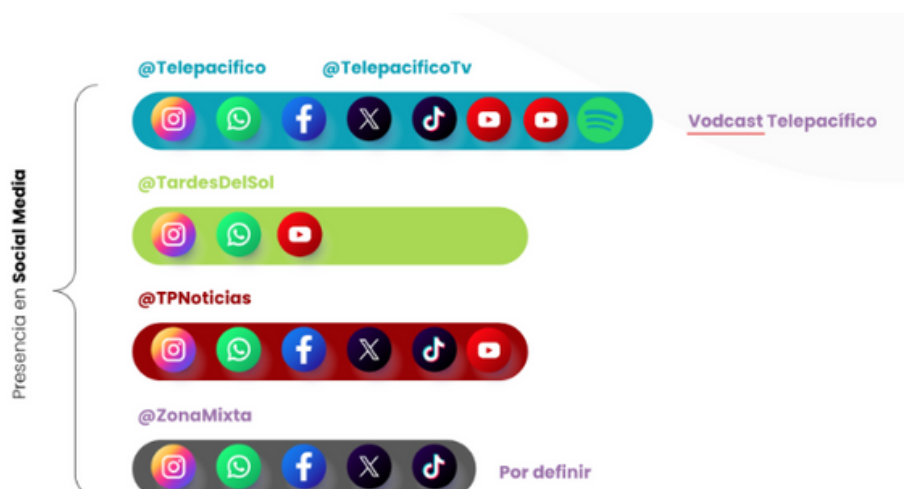 @Telepacifico @TelepacificoTv
Vodcast Telepacífico
@TardesDelSol
Presencia en Social Media
@TPNoticias
@ZonaMixta
Por definir